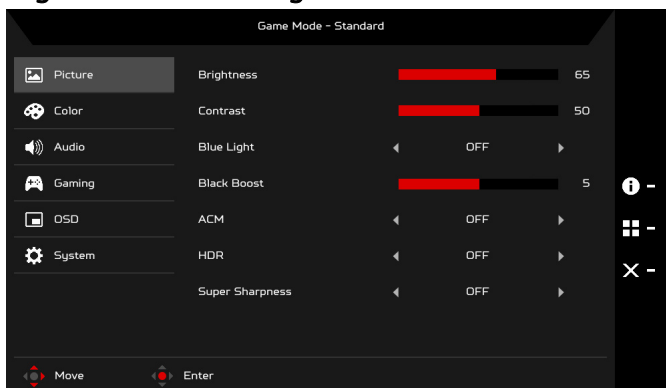 Game Mode - Standard
Picture
Brightness 65
Color
Contrast 50
Audio
Blue Light OFF
Gaming
Black Boost 5
OSD
ACM OFF
System
HDR OFF
Super Sharpness OFF
Move Enter